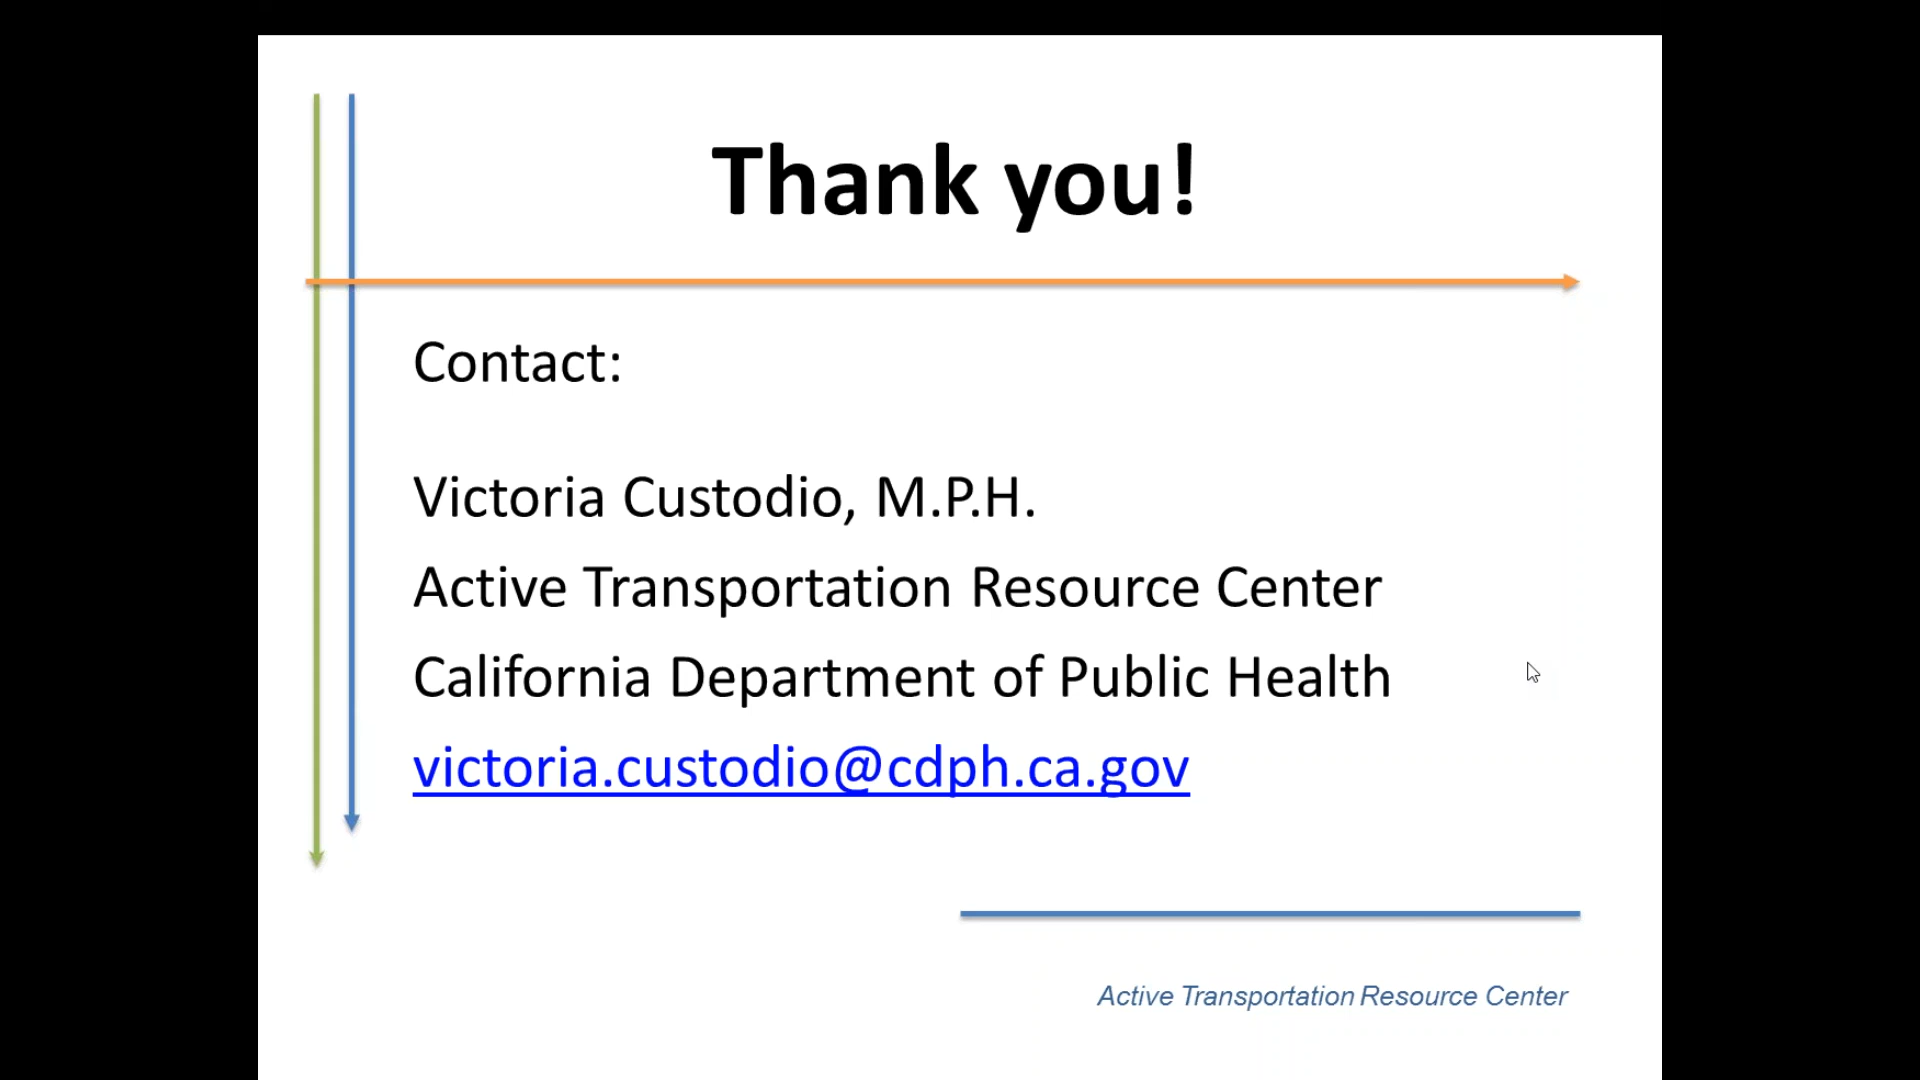 Thank you!
Contact:
Victoria Custodio, M.P.H.
Active Transportation Resource Center
California Department of Public Health
victoria.custodio@cdph.ca.gov
Active Transportation Resource Center